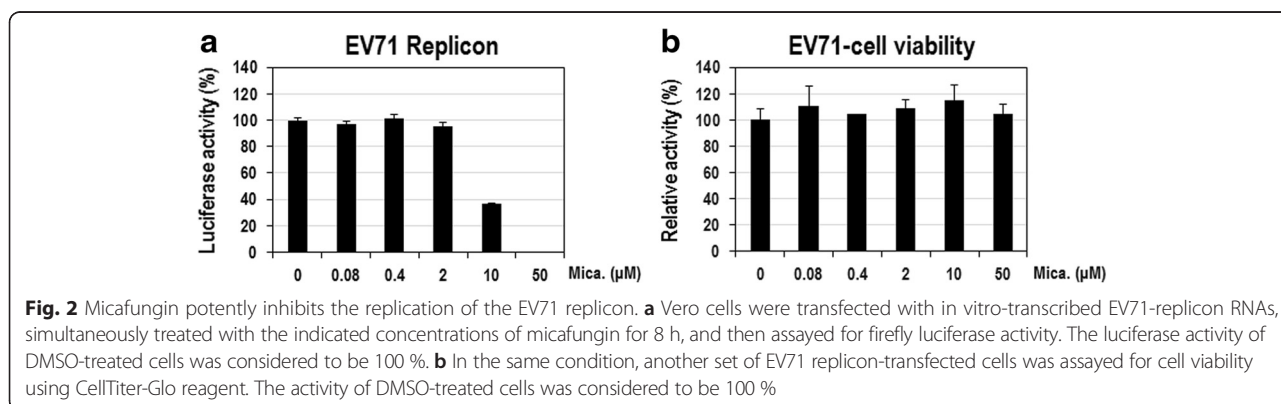 a
EV71 Replicon
Luciferase activity (%)
140
120
100
80
60
40
20
0
0 0.08 0.4 2 10 50 Mica. (µM)
b
EV71-cell viability
Relative activity (%)
140
120
100
80
60
40
20
0
0 0.08 0.4 2 10 50
Fig. 2 Micafungin potently inhibits the replication of the EV71 replicon. a Vero cells were transfected with in vitro-transcribed EV71-replicon RNAs,
simultaneously treated with the indicated concentrations of micafungin for 8 h, and then assayed for firefly luciferase activity. The luciferase activity of
DMSO-treated cells was considered to be 100 %. b In the same condition, another set of EV71 replicon-transfected cells was assayed for cell viability
using CellTiter-Glo reagent. The activity of DMSO-treated cells was considered to be 100 %